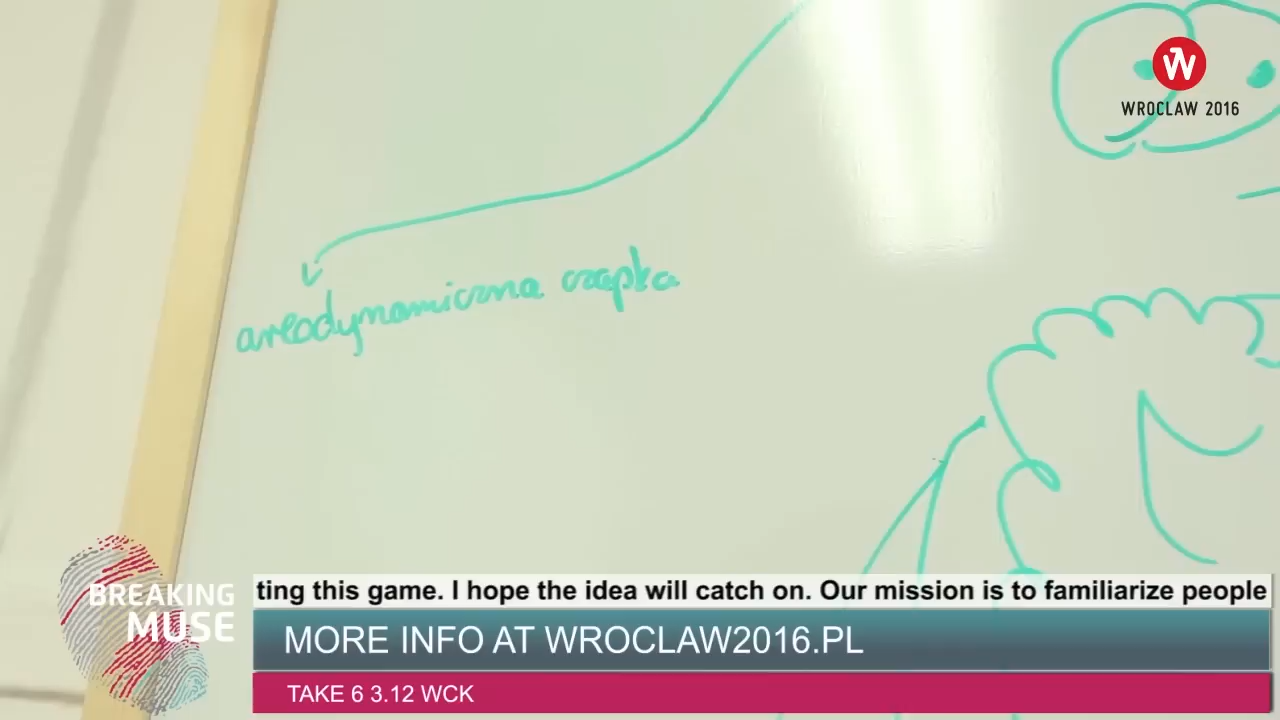 W
WROCLAW 2016
areodynamiczna czapka
BREAKING
MUSE
ting this game. I hope the idea will catch on. Our mission is to familiarize people
MORE INFO AT WROCLAW2016.PL
TAKE 6 3.12 WCK